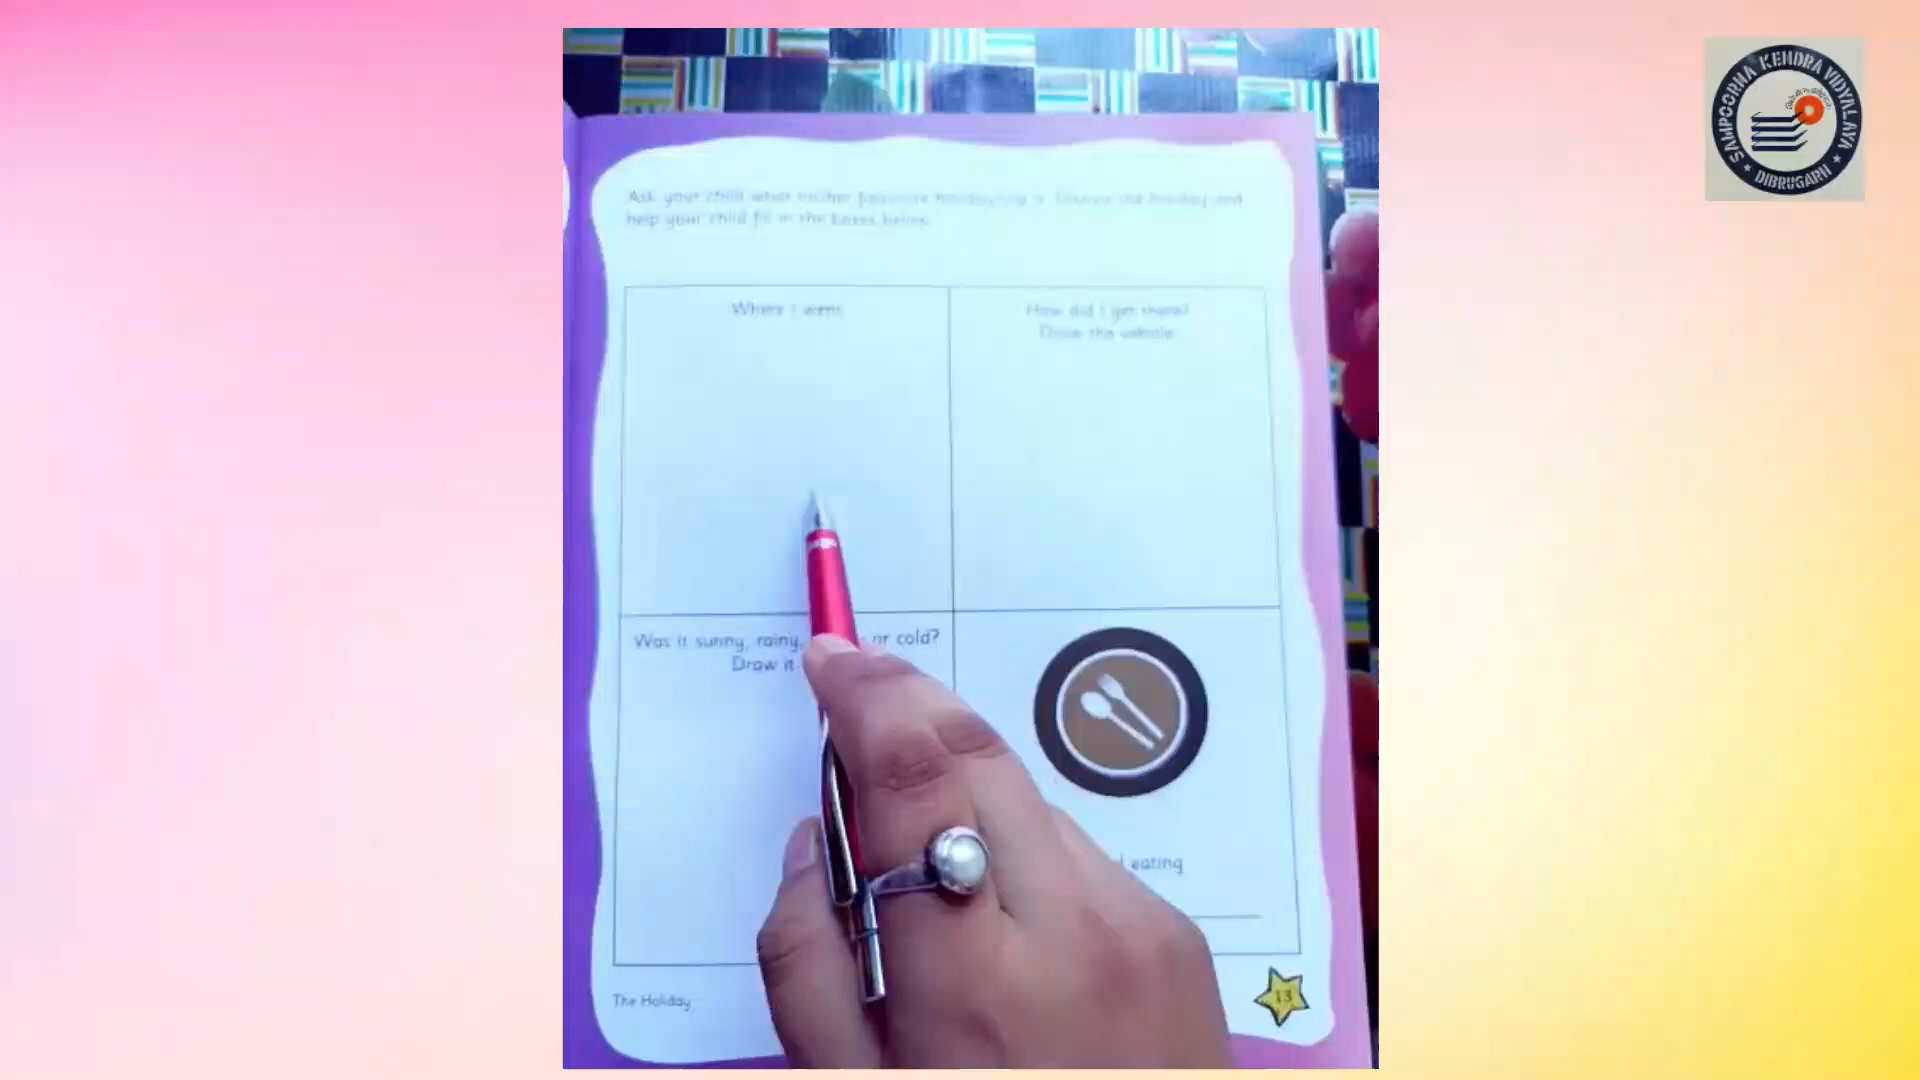 SAMPOORNA KENDRA VIDYALAYA
DIBRUGARH
Ask your child what his/her favourite holiday is. Discuss the holiday and
help your child fill in the boxes below.
Where I went
How did I get there?
Draw the vehicle.
Was it sunny, rainy, or cold?
Draw it
eating
The Holiday
13